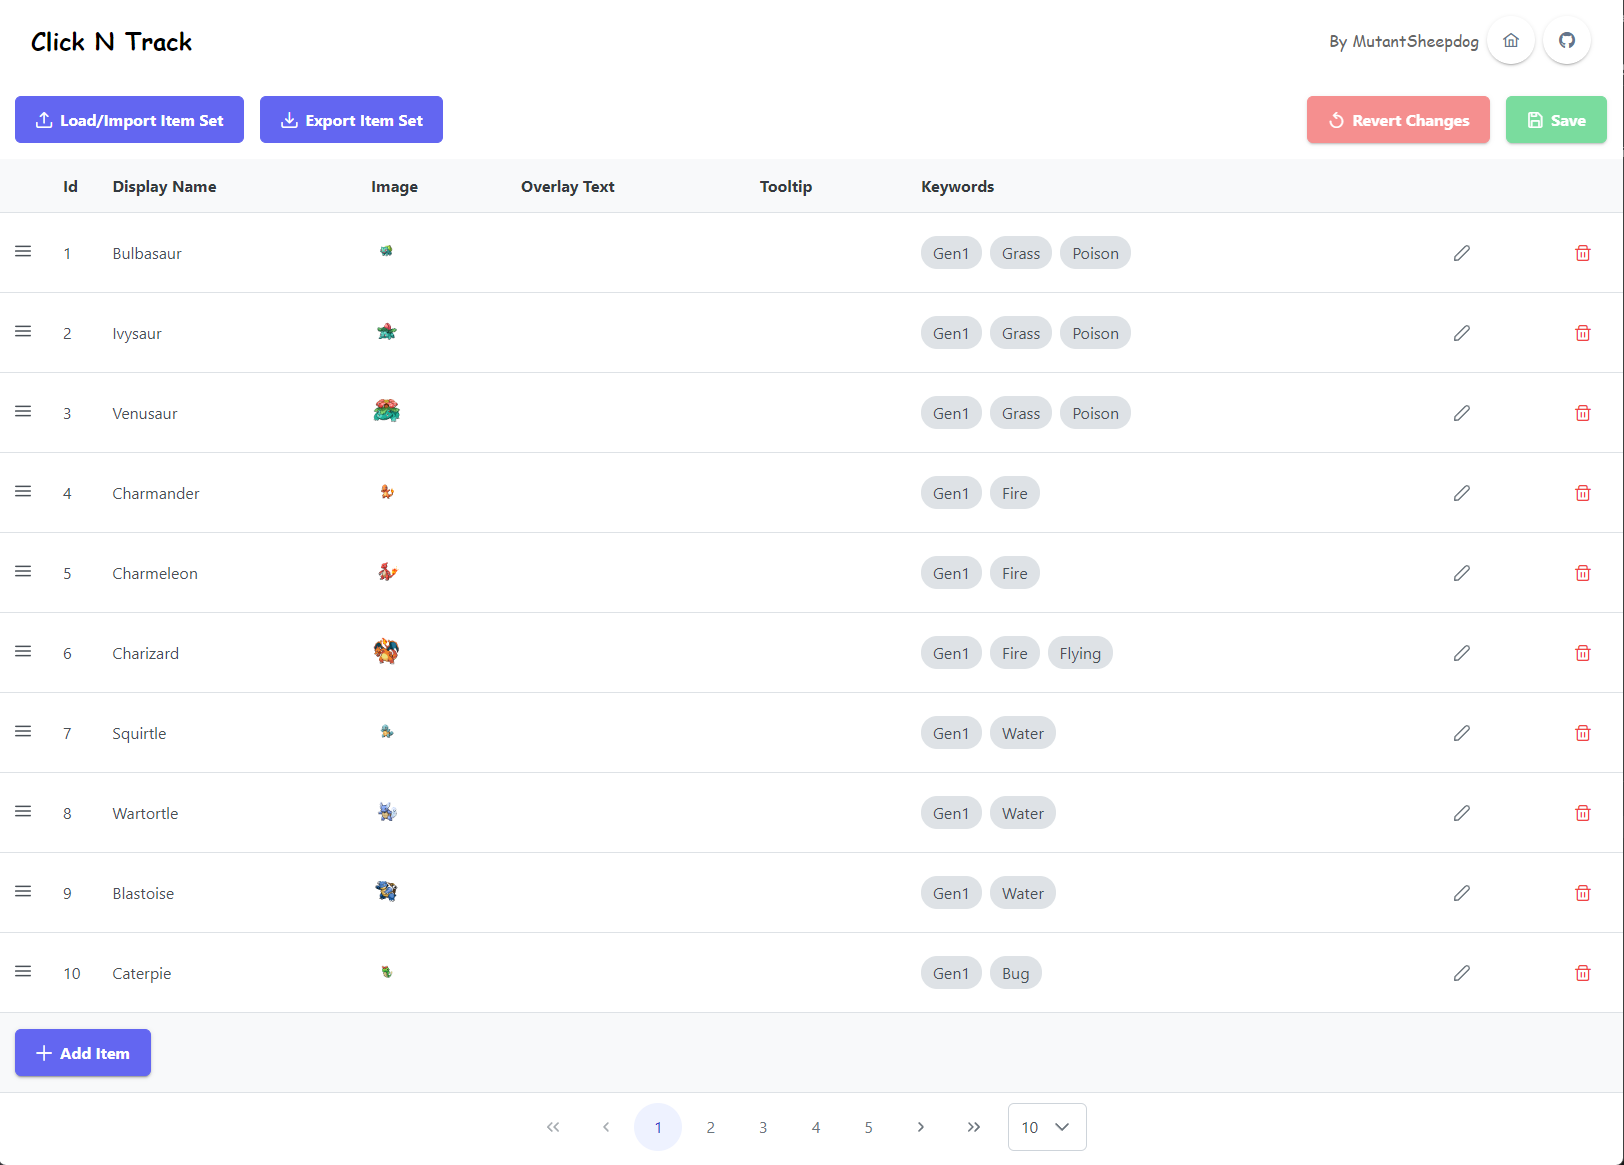 Click N Track
By MutantSheepdog
Load/Import Item Set Export Item Set Revert Changes Save
Id Display Name Image Overlay Text Tooltip Keywords
1 Bulbasaur Gen1 Grass Poison
2 Ivysaur Gen1 Grass Poison
3 Venusaur Gen1 Grass Poison
4 Charmander Gen1 Fire
5 Charmeleon Gen1 Fire
6 Charizard Gen1 Fire Flying
7 Squirtle Gen1 Water
8 Wartortle Gen1 Water
9 Blastoise Gen1 Water
10 Caterpie Gen1 Bug
Add Item
1 2 3 4 5 10